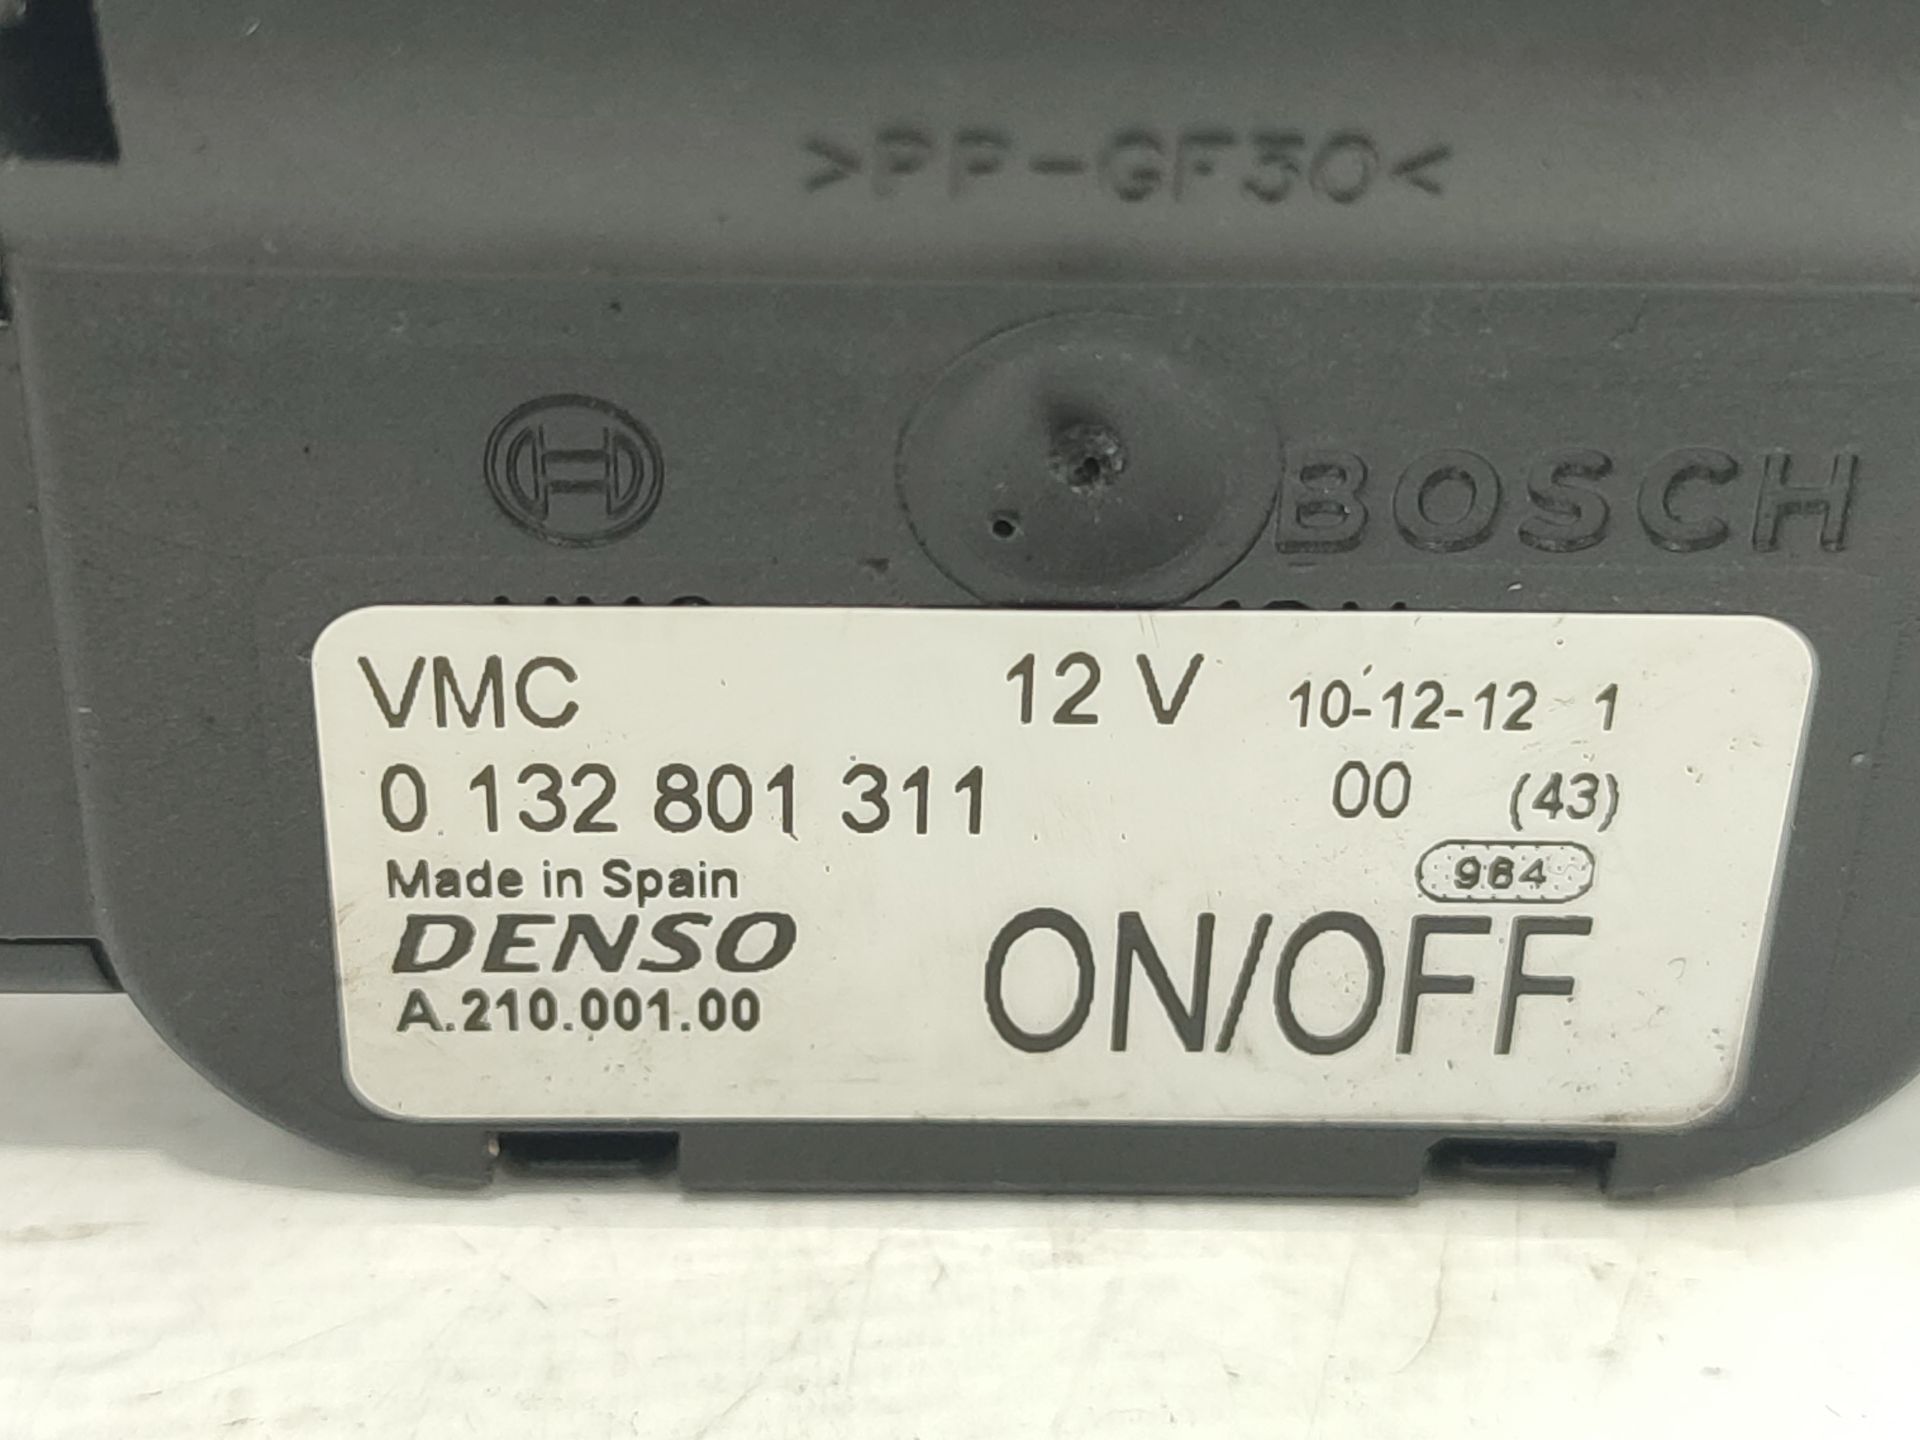 >PP-GF30<
BOSCH
VMC 12 V 10-12-12 1
0 132 801 311 00 (43)
Made in Spain 984
DENSO ON/OFF
A.210.001.00